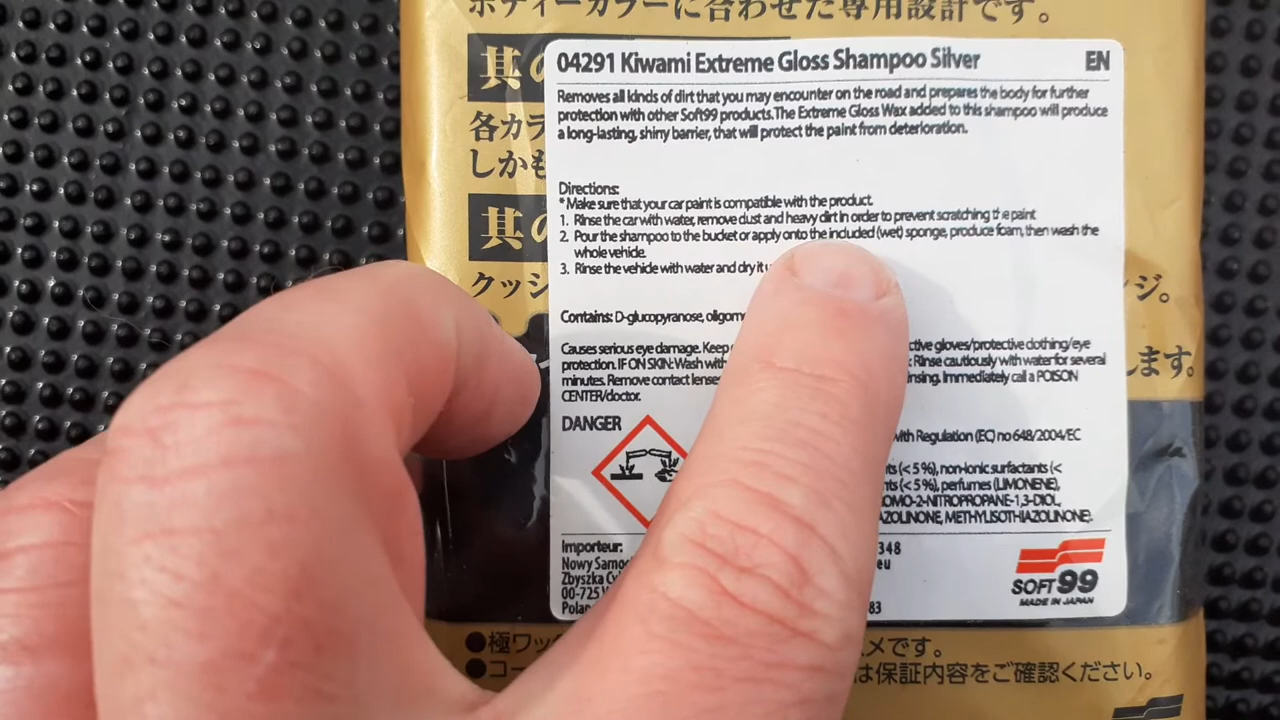 ボディーカラーに合わせた専用設計です。
其の
各カラ
しかも
其の
クッシ
ジ。
します。
04291 Kiwami Extreme Gloss Shampoo Silver EN
Removes all kinds of dirt that you may encounter on the road and prepares the body for further
protection with other Soft99 products. The Extreme Gloss Wax added to this shampoo will produce
a long-lasting, shiny barrier, that will protect the paint from deterioration.
Directions:
* Make sure that your car paint is compatible with the product.
1. Rinse the car with water, remove dust and heavy dirt in order to prevent scratching the paint
2. Pour the shampoo to the bucket or apply onto the included (wet) sponge, produce foam, then wash the
whole vehicle.
3. Rinse the vehicle with water and dry it
Contains: D-glucopyranose, oligom
Causes serious eye damage. Keep ctive gloves/protective clothing/eye
protection. IF ON SKIN: Wash with : Rinse cautiously with water for several
minutes. Remove contact lense nsing. Immediately call a POISON
CENTER/doctor.
DANGER
with Regulation (EC) no 648/2004/EC
ts (< 5 %), non-ionic surfactants (<
nts (< 5 %), perfumes (LIMONENE),
OMO-2-NITROPROPANE-1,3-DIOL,
AZOLINONE, METHYLISOTHIAZOLINONE).
Importeur:
Nowy Samo 348
Zbyszka Cy eu
00-725 W
Polan 83
SOFT99
MADE IN JAPAN
●極ワッ メです。
●コー は保証内容をご確認ください。